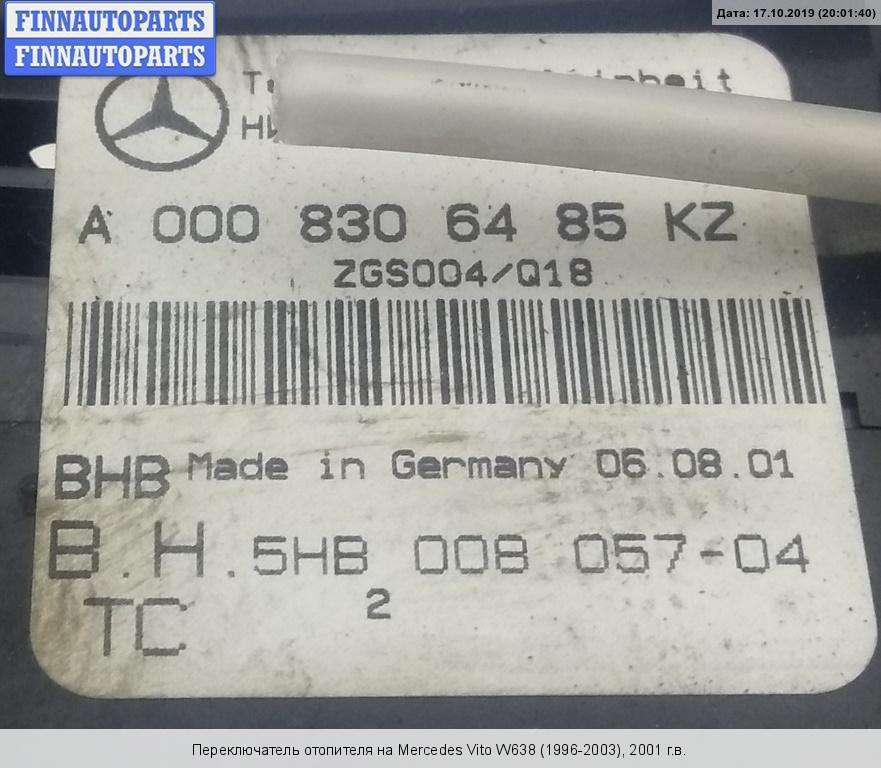 FINNAUTOPARTS
FINNAUTOPARTS
Дата: 17.10.2019 (20:01:40)
A 000 830 64 85 KZ
ZGS004/Q18
BHB Made in Germany 06.08.01
B.H.5HB 008 057-04
TC 2
Переключатель отопителя на Mercedes Vito W638 (1996-2003), 2001 г.в.